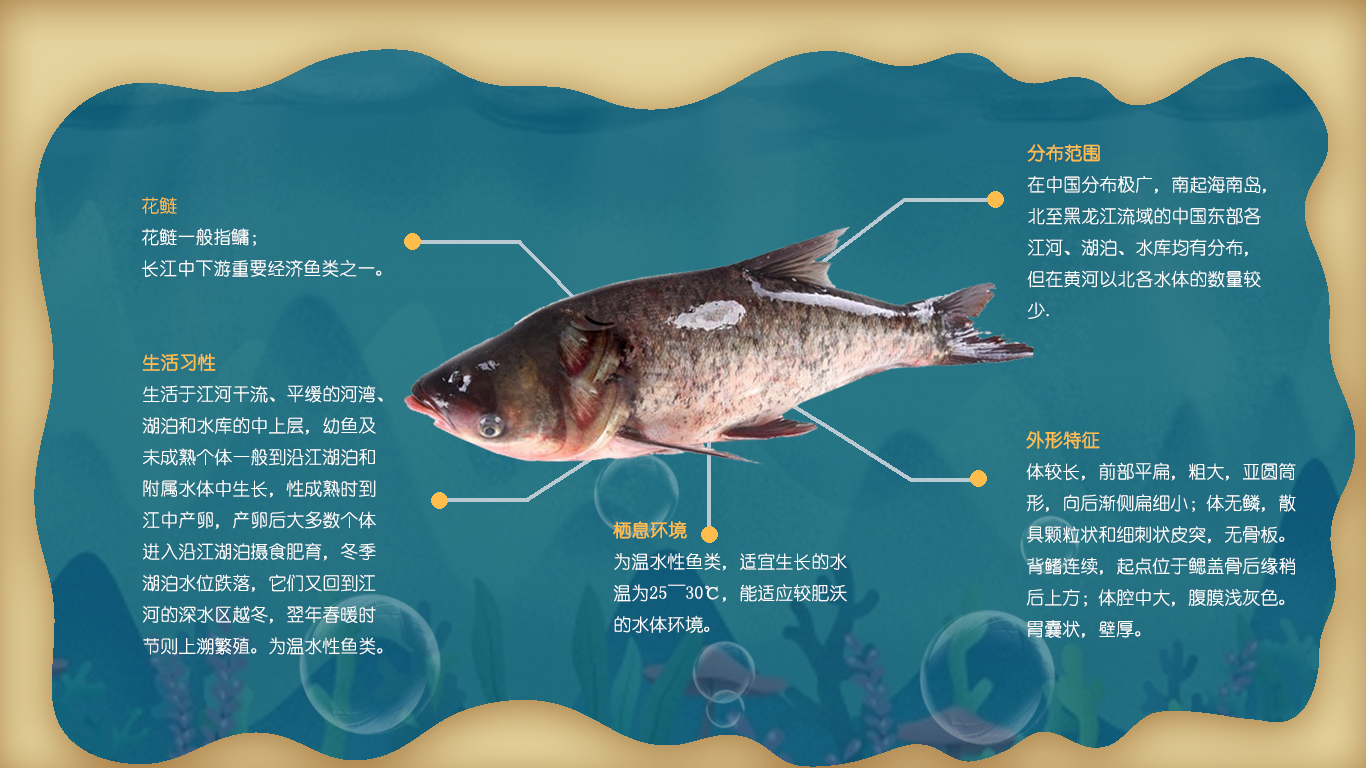 花鲢
花鲢一般指鳙；
长江中下游重要经济鱼类之一。
生活习性
生活于江河干流、平缓的河湾、
湖泊和水库的中上层，幼鱼及
未成熟个体一般到沿江湖泊和
附属水体中生长，性成熟时到
江中产卵，产卵后大多数个体
进入沿江湖泊摄食肥育，冬季
湖泊水位跌落，它们又回到江
河的深水区越冬，翌年春暖时
节则上溯繁殖。为温水性鱼类。
栖息环境
为温水性鱼类，适宜生长的水
温为25￣30℃，能适应较肥沃
的水体环境。
分布范围
在中国分布极广，南起海南岛，
北至黑龙江流域的中国东部各
江河、湖泊、水库均有分布，
但在黄河以北各水体的数量较
少.
外形特征
体较长，前部平扁，粗大，亚圆筒
形，向后渐侧扁细小；体无鳞，散
具颗粒状和细刺状皮突，无骨板。
背鳍连续，起点位于鳃盖骨后缘稍
后上方；体腔中大，腹膜浅灰色。
胃囊状，壁厚。